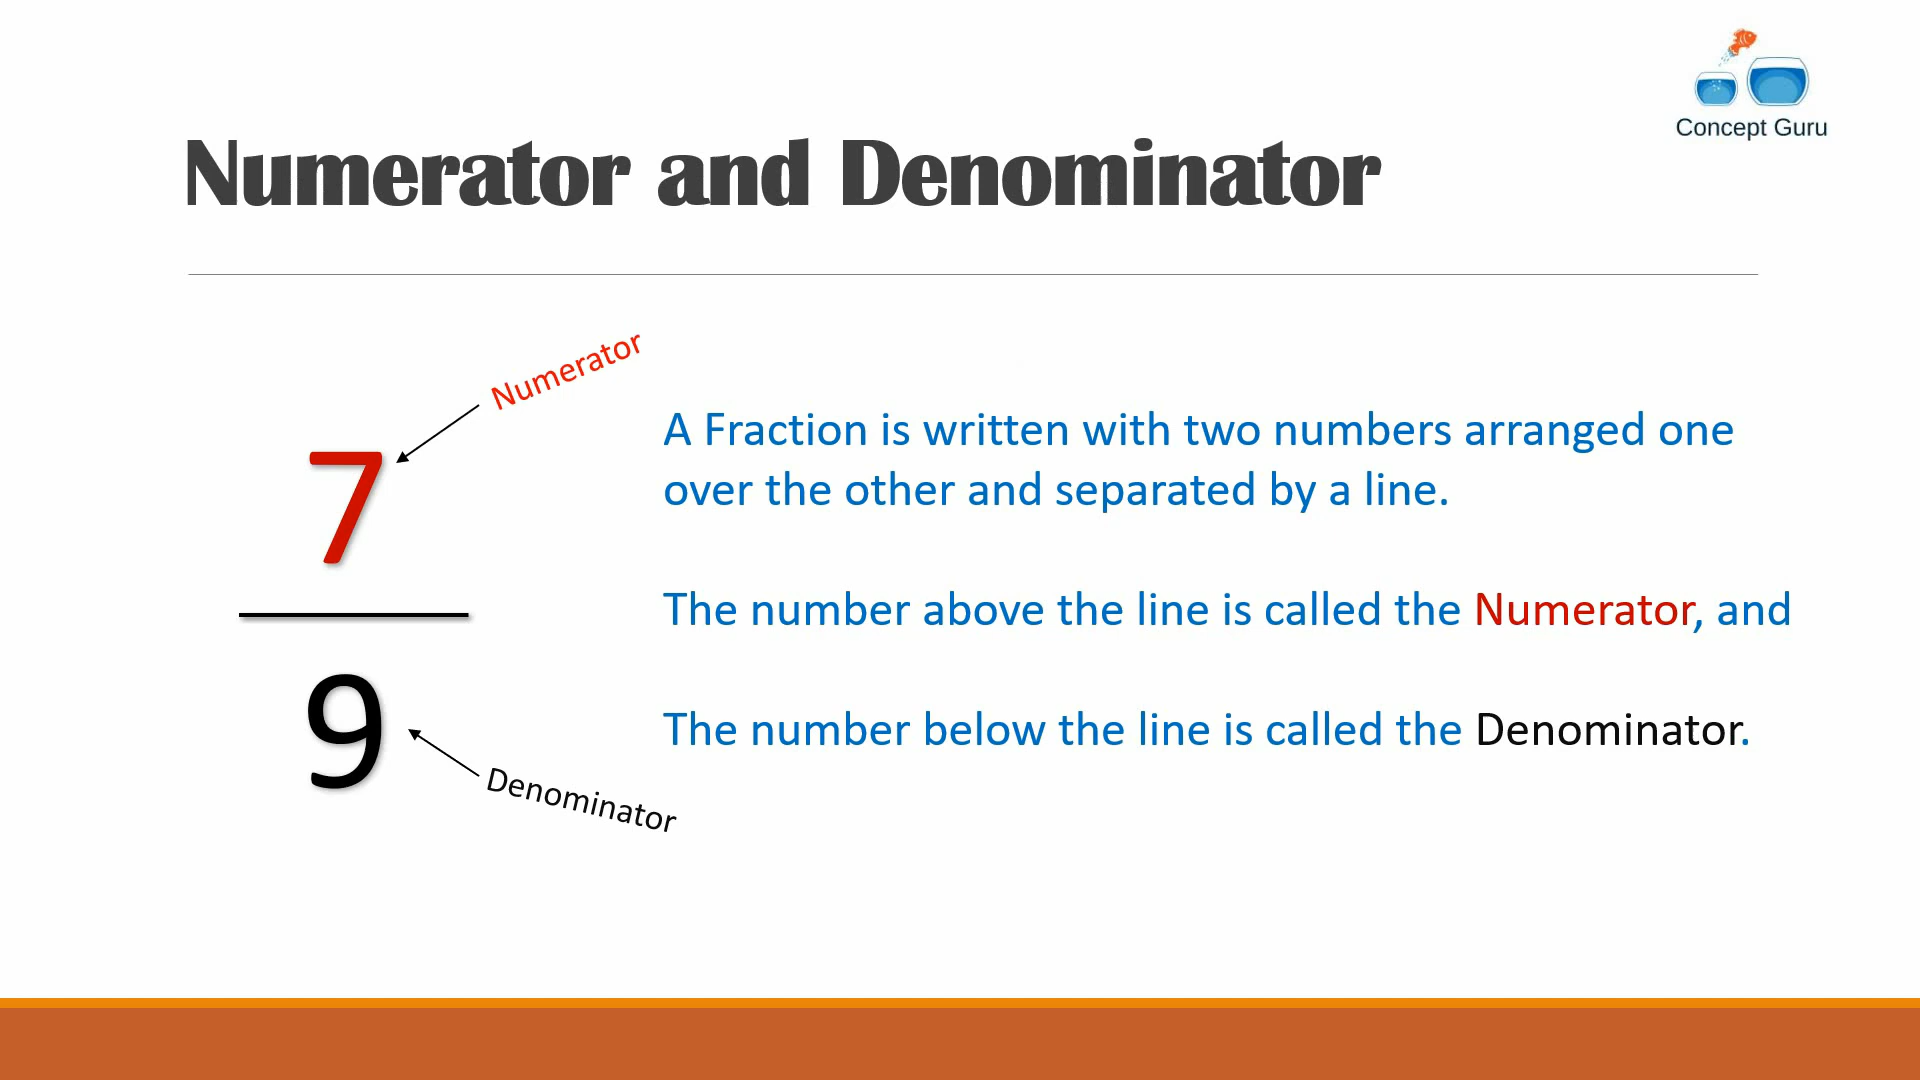 Concept Guru
Numerator and Denominator
Numerator
7
9
Denominator
A Fraction is written with two numbers arranged one
over the other and separated by a line.
The number above the line is called the Numerator, and
The number below the line is called the Denominator.